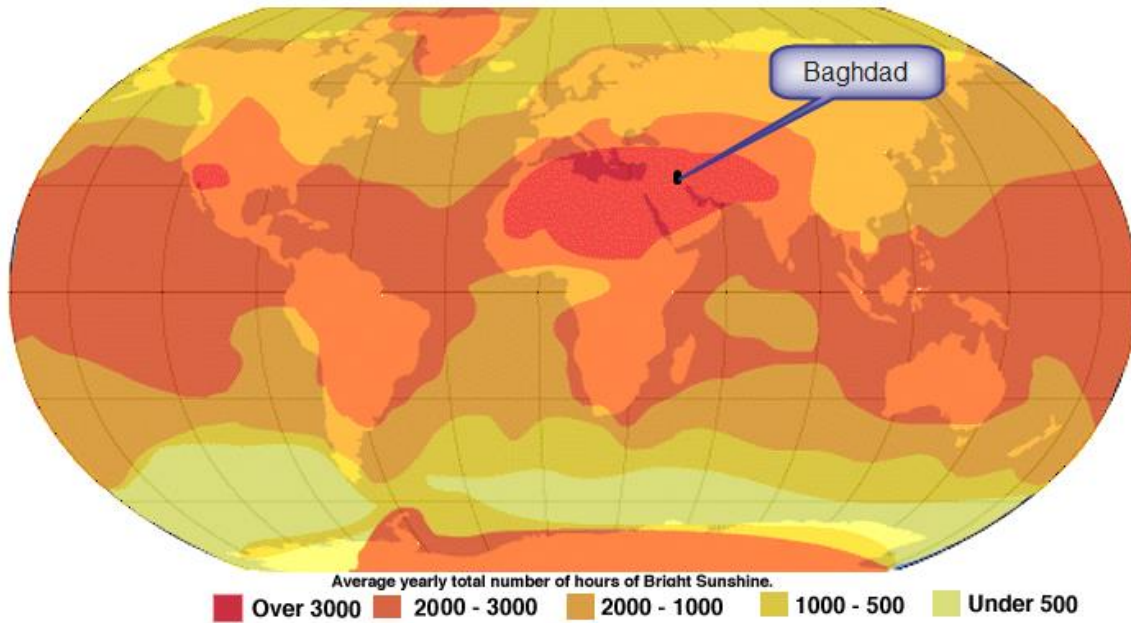 Baghdad
Average yearly total number of hours of Bright Sunshine.
Over 3000 2000 - 3000 2000 - 1000 1000 - 500 Under 500